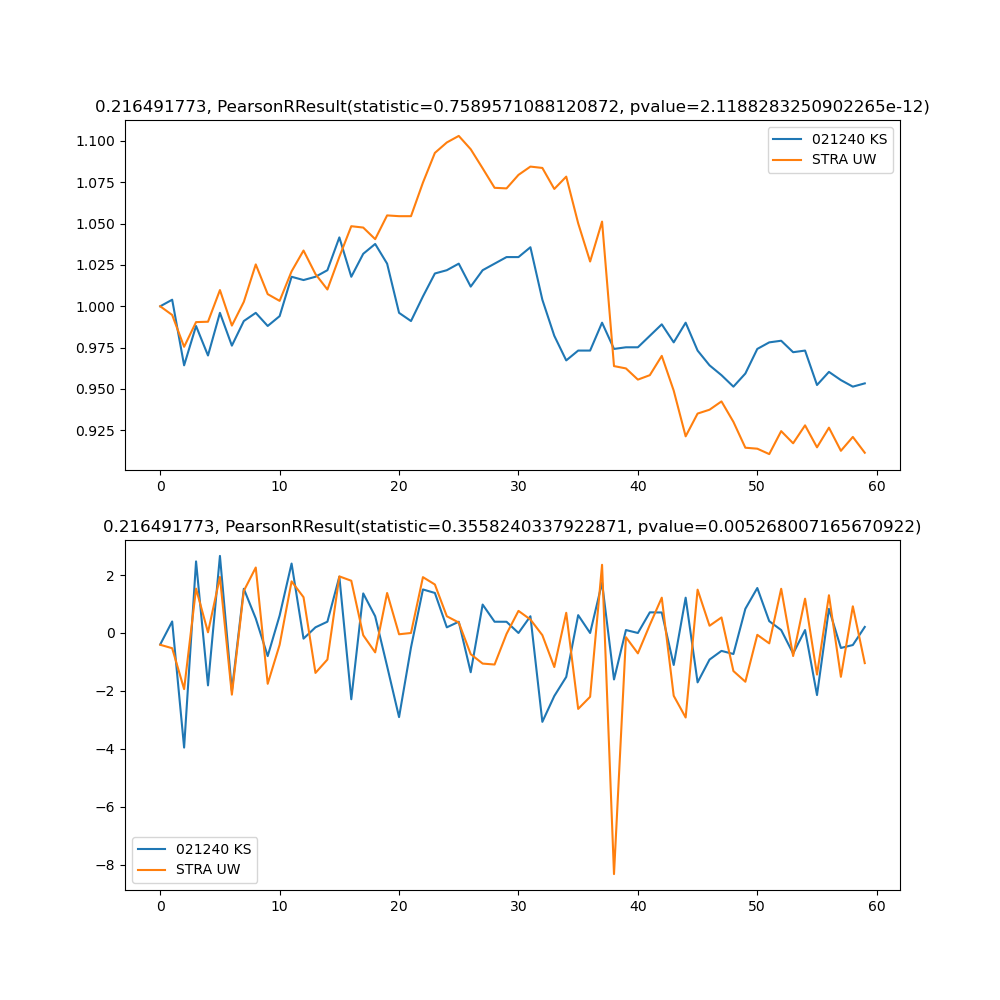 0.216491773, PearsonRResult(statistic=0.7589571088120872, pvalue=2.1188283250902265e-12)
1.100
1.075
1.050
1.025
1.000
0.975
0.950
0.925
021240 KS
STRA UW
0 10 20 30 40 50 60
0.216491773, PearsonRResult(statistic=0.3558240337922871, pvalue=0.005268007165670922)
2
0
−2
−4
−6
−8
021240 KS
STRA UW
0 10 20 30 40 50 60